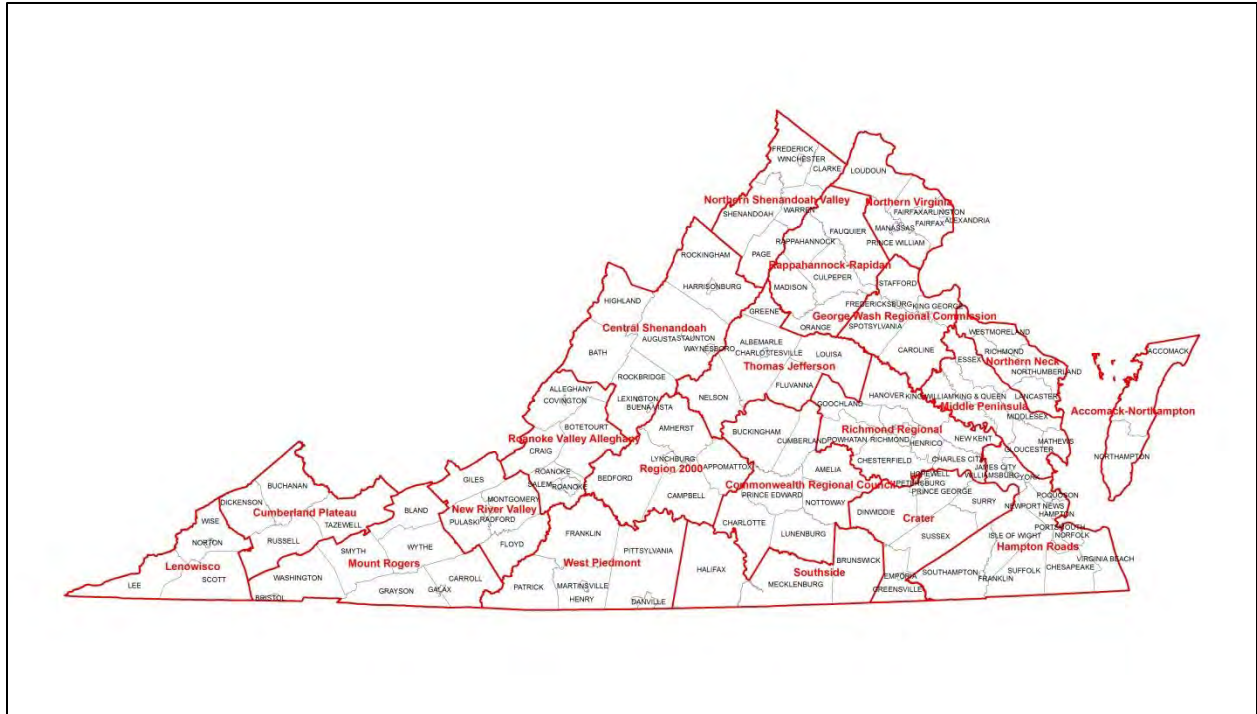 FREDERICK
WINCHESTER
CLARKE
LOUDOUN
Northern Shenandoah Valley
WARREN
SHENANDOAH
Northern Virginia
FAIRFAX
ARLINGTON
FAIRFAX
ALEXANDRIA
MANASSAS
PRINCE WILLIAM
FAUQUIER
RAPPAHANNOCK
PAGE
ROCKINGHAM
Rappahannock-Rapidan
CULPEPER
MADISON
STAFFORD
HARRISONBURG
HIGHLAND
GREENE
FREDERICKSBURG
KING GEORGE
George Wash Regional Commission
ORANGE
SPOTSYLVANIA
Central Shenandoah
AUGUSTA
STAUNTON
WAYNESBORO
ALBEMARLE
CHARLOTTESVILLE
LOUISA
CAROLINE
WESTMORELAND
RICHMOND
ESSEX
Northern Neck
NORTHUMBERLAND
ACCOMACK
BATH
Thomas Jefferson
ROCKBRIDGE
FLUVANNA
ALLEGHANY
COVINGTON
LEXINGTON
BUENA VISTA
NELSON
GOOCHLAND
HANOVER
KING WILLIAM
KING & QUEEN
LANCASTER
Middle Peninsula
MIDDLESEX
Accomack-Northampton
BOTETOURT
AMHERST
BUCKINGHAM
CUMBERLAND
POWHATAN
Richmond Regional
RICHMOND
HENRICO
NEW KENT
MATHEWS
GLOUCESTER
Roanoke Valley Alleghany
CRAIG
LYNCHBURG
Region 2000
APPOMATTOX
AMELIA
CHESTERFIELD
CHARLES CITY
JAMES CITY
WILLIAMSBURG
YORK
NORTHAMPTON
ROANOKE
SALEM
ROANOKE
BEDFORD
CAMPBELL
Commonwealth Regional Council
PRINCE EDWARD
NOTTOWAY
HOPEWELL
PETERSBURG
PRINCE GEORGE
SURRY
POQUOSON
NEWPORT NEWS
HAMPTON
GILES
MONTGOMERY
New River Valley
PULASKI
RADFORD
FLOYD
BUCHANAN
DICKENSON
Cumberland Plateau
BLAND
TAZEWELL
WISE
NORTON
RUSSELL
SMYTH
WYTHE
Mount Rogers
Lenowisco
LEE
SCOTT
WASHINGTON
BRISTOL
GRAYSON
GALAX
CARROLL
FRANKLIN
PITTSYLVANIA
West Piedmont
PATRICK
MARTINSVILLE
HENRY
DANVILLE
CHARLOTTE
LUNENBURG
HALIFAX
Southside
MECKLENBURG
BRUNSWICK
DINWIDDIE
Crater
SUSSEX
EMPORIA
GREENSVILLE
SOUTHAMPTON
FRANKLIN
ISLE OF WIGHT
Hampton Roads
SUFFOLK
PORTSMOUTH
NORFOLK
VIRGINIA BEACH
CHESAPEAKE